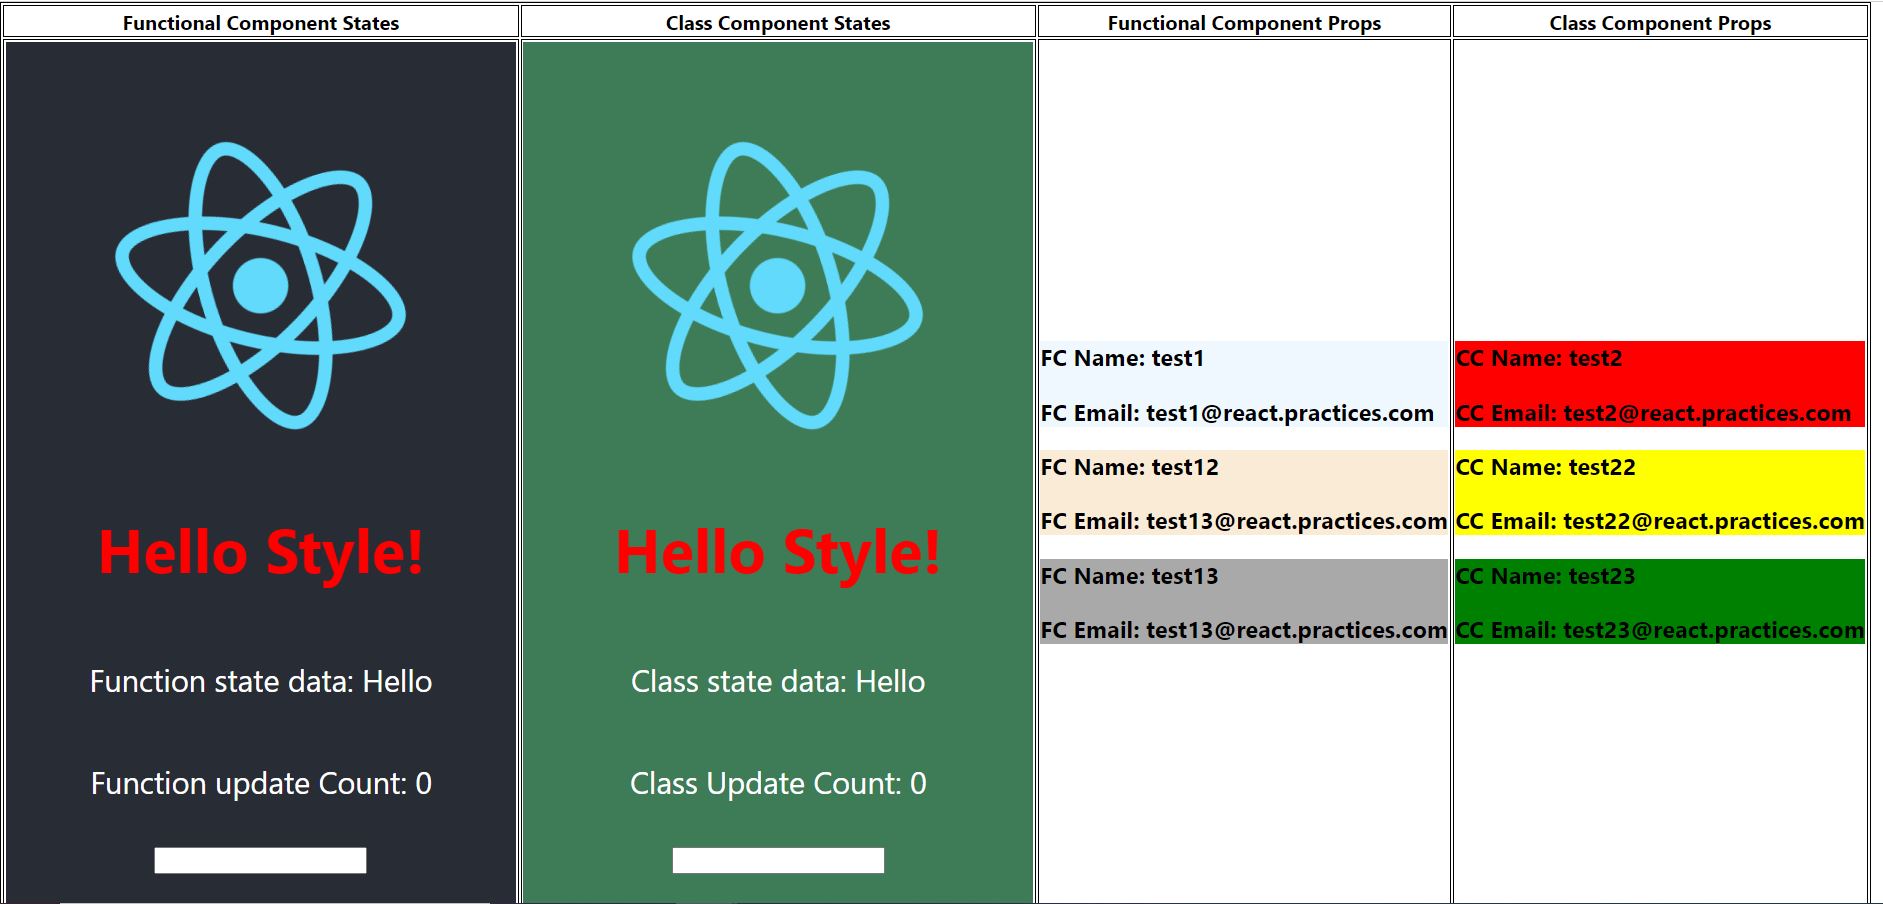 Functional Component States
Class Component States
Functional Component Props
Class Component Props
Hello Style!
Function state data: Hello
Function update Count: 0
Hello Style!
Class state data: Hello
Class Update Count: 0
FC Name: test1
FC Email: test1@react.practices.com
FC Name: test12
FC Email: test13@react.practices.com
FC Name: test13
FC Email: test13@react.practices.com
CC Name: test2
CC Email: test2@react.practices.com
CC Name: test22
CC Email: test22@react.practices.com
CC Name: test23
CC Email: test23@react.practices.com